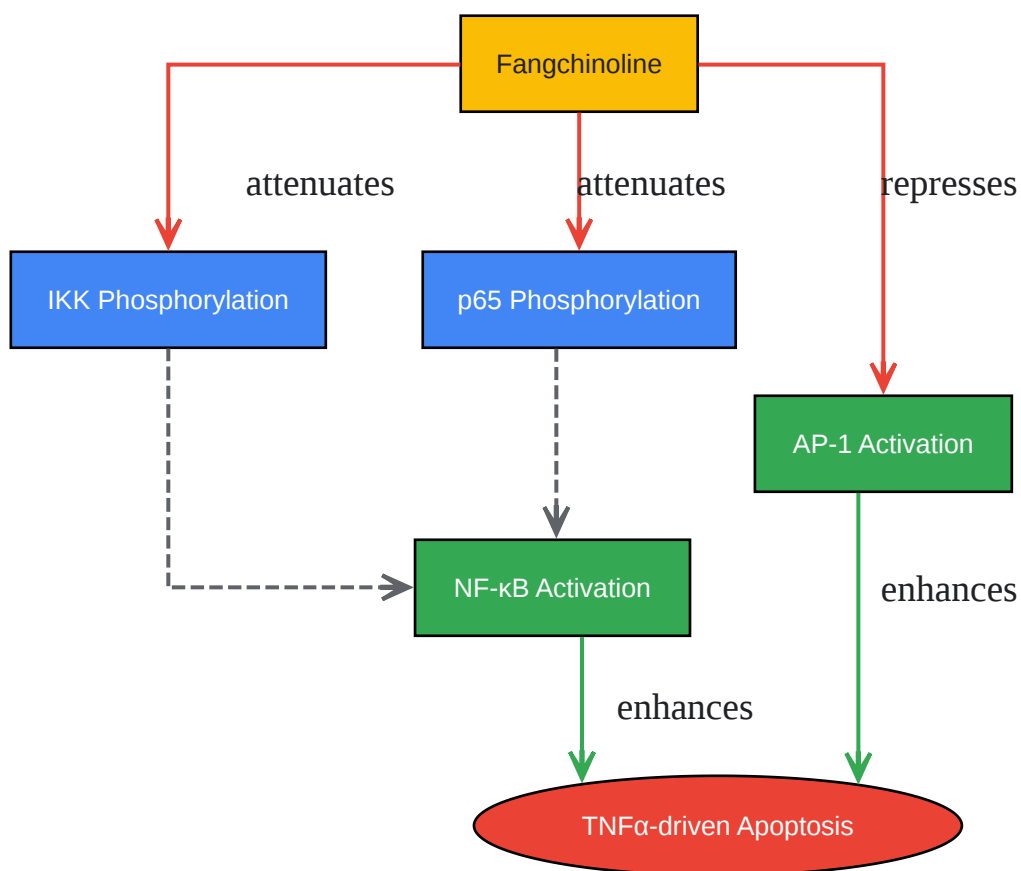 Fangchinoline
attenuates
attenuates
represses
IKK Phosphorylation
p65 Phosphorylation
AP-1 Activation
NF-κB Activation
enhances
enhances
TNFα-driven Apoptosis